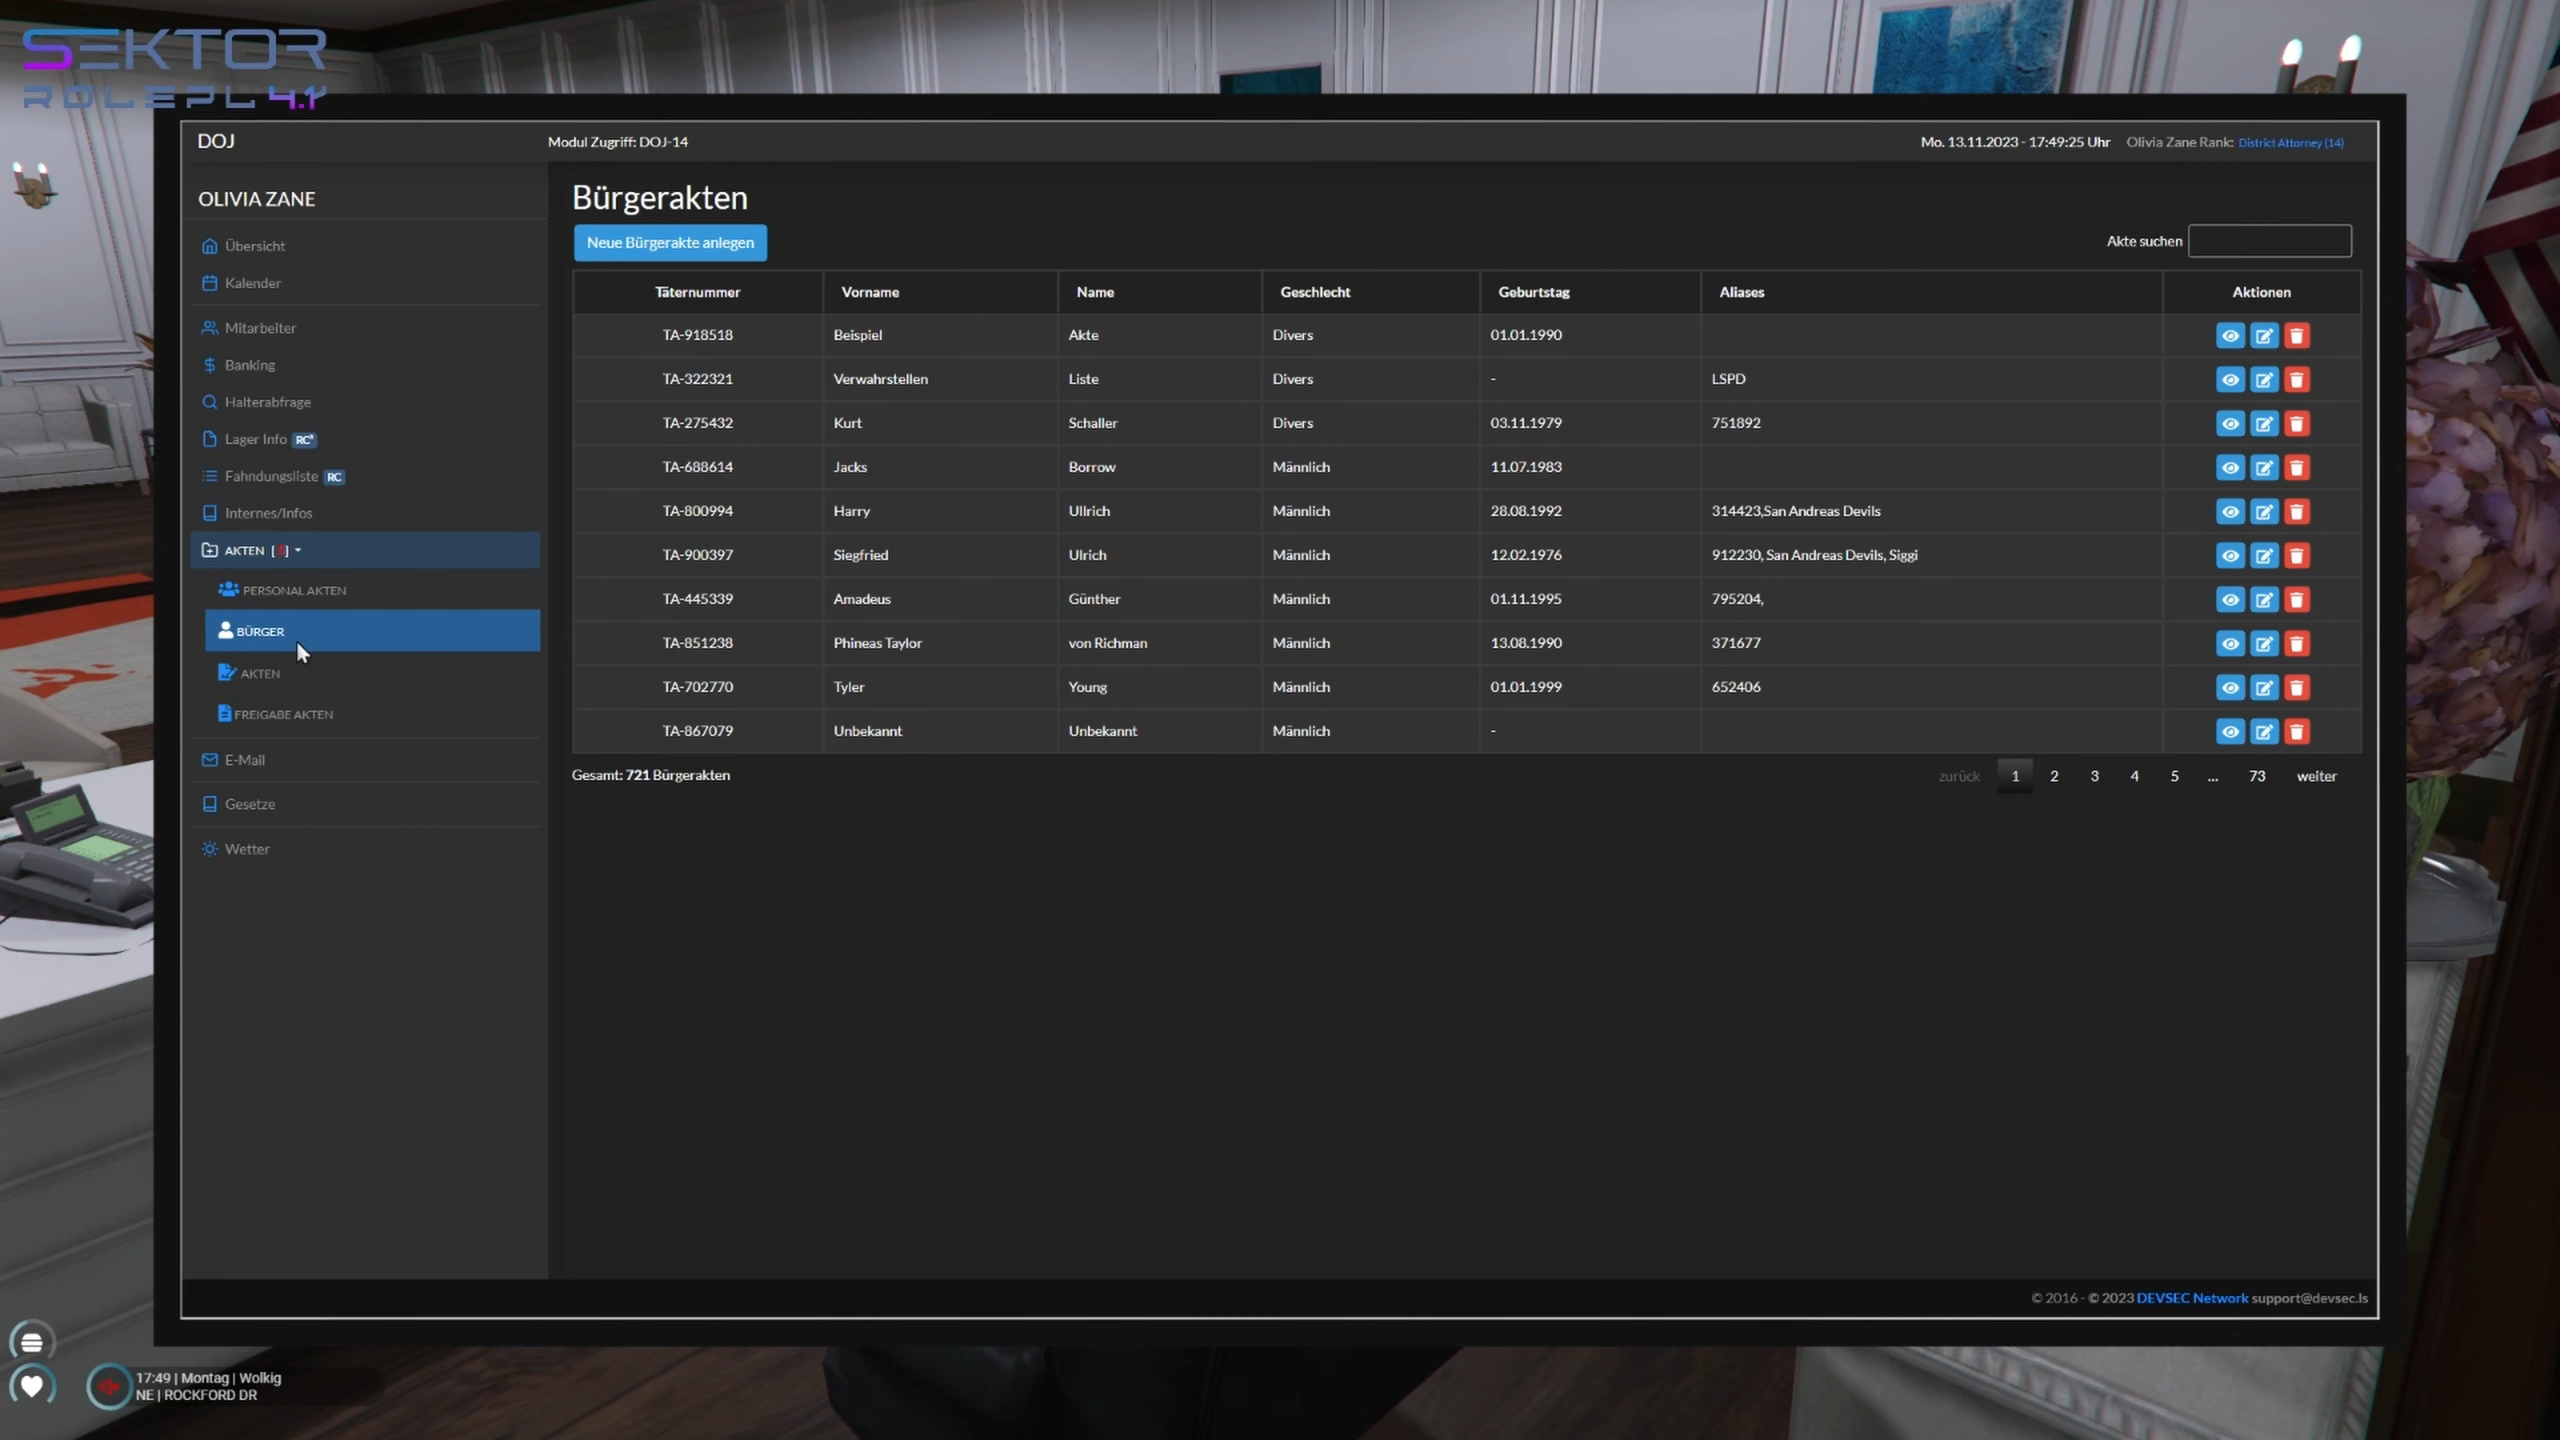 SEKTOR
ROLEPL4.Y
DOJ
Modul Zugriff: DOJ-14
Mo. 13.11.2023 - 17:49:25 Uhr Olivia Zane Rank: District Attorney (14)
OLIVIA ZANE
Übersicht
Kalender
Mitarbeiter
Banking
Halterabfrage
Lager Info RC²
Fahndungsliste RC
Internes/Infos
AKTEN [ ]
PERSONAL AKTEN
BÜRGER
AKTEN
FREIGABE AKTEN
E-Mail
Gesetze
Wetter
Bürgerakten
Neue Bürgerakte anlegen
Akte suchen
Täternummer Vorname Name Geschlecht Geburtstag Aliases Aktionen
TA-918518 Beispiel Akte Divers 01.01.1990
TA-322321 Verwahrstellen Liste Divers - LSPD
TA-275432 Kurt Schaller Divers 03.11.1979 751892
TA-688614 Jacks Borrow Männlich 11.07.1983
TA-800994 Harry Ullrich Männlich 28.08.1992 314423,San Andreas Devils
TA-900397 Siegfried Ulrich Männlich 12.02.1976 912230, San Andreas Devils, Siggi
TA-445339 Amadeus Günther Männlich 01.11.1995 795204,
TA-851238 Phineas Taylor von Richman Männlich 13.08.1990 371677
TA-702770 Tyler Young Männlich 01.01.1999 652406
TA-867079 Unbekannt Unbekannt Männlich -
Gesamt: 721 Bürgerakten
zurück 1 2 3 4 5 ... 73 weiter
© 2016 - © 2023 DEVSEC Network support@devsec.ls
17:49 | Montag | Wolkig
NE | ROCKFORD DR